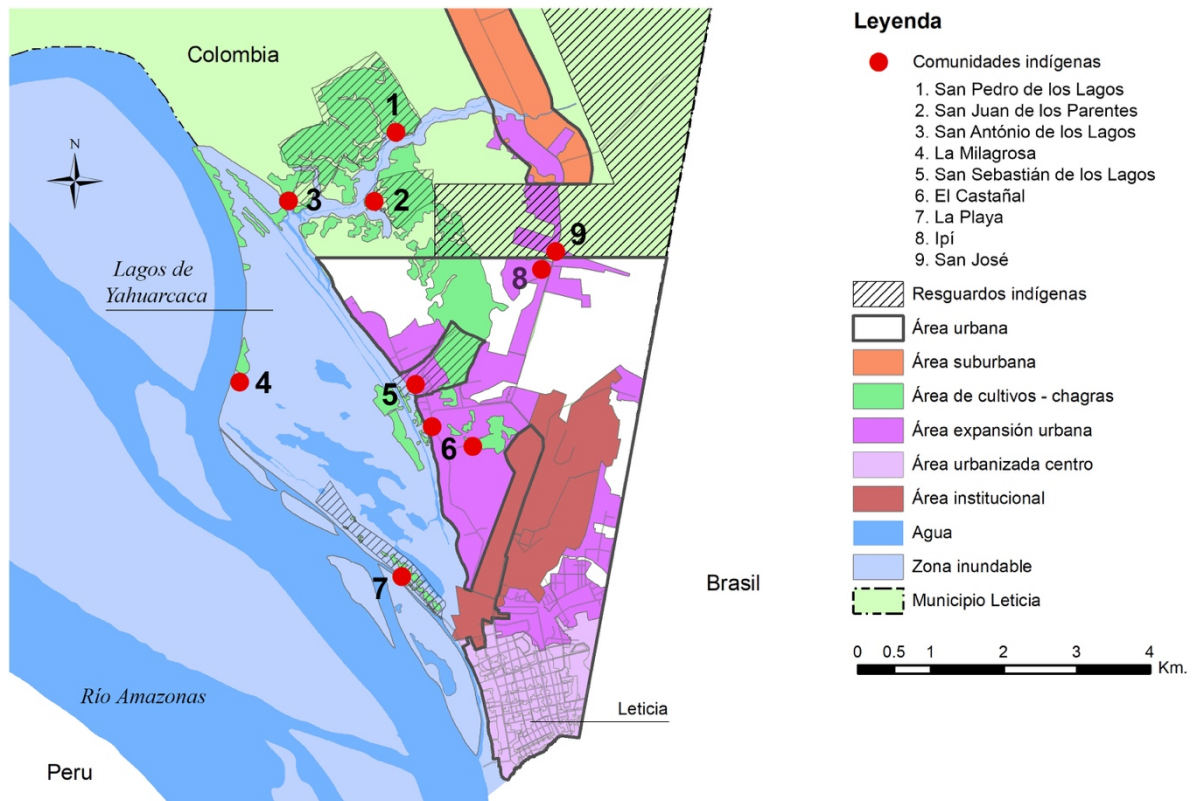 Colombia
N
1
2
3
9
8
Lagos de
Yahuarcaca
4
5
6
7
Brasil
Río Amazonas
Leticia
Peru
Leyenda
Comunidades indígenas
1. San Pedro de los Lagos
2. San Juan de los Parentes
3. San António de los Lagos
4. La Milagrosa
5. San Sebastián de los Lagos
6. El Castañal
7. La Playa
8. Ipí
9. San José
Resguardos indígenas
Área urbana
Área suburbana
Área de cultivos - chagras
Área expansión urbana
Área urbanizada centro
Área institucional
Agua
Zona inundable
Municipio Leticia
0 0.5 1 2 3 4
Km.